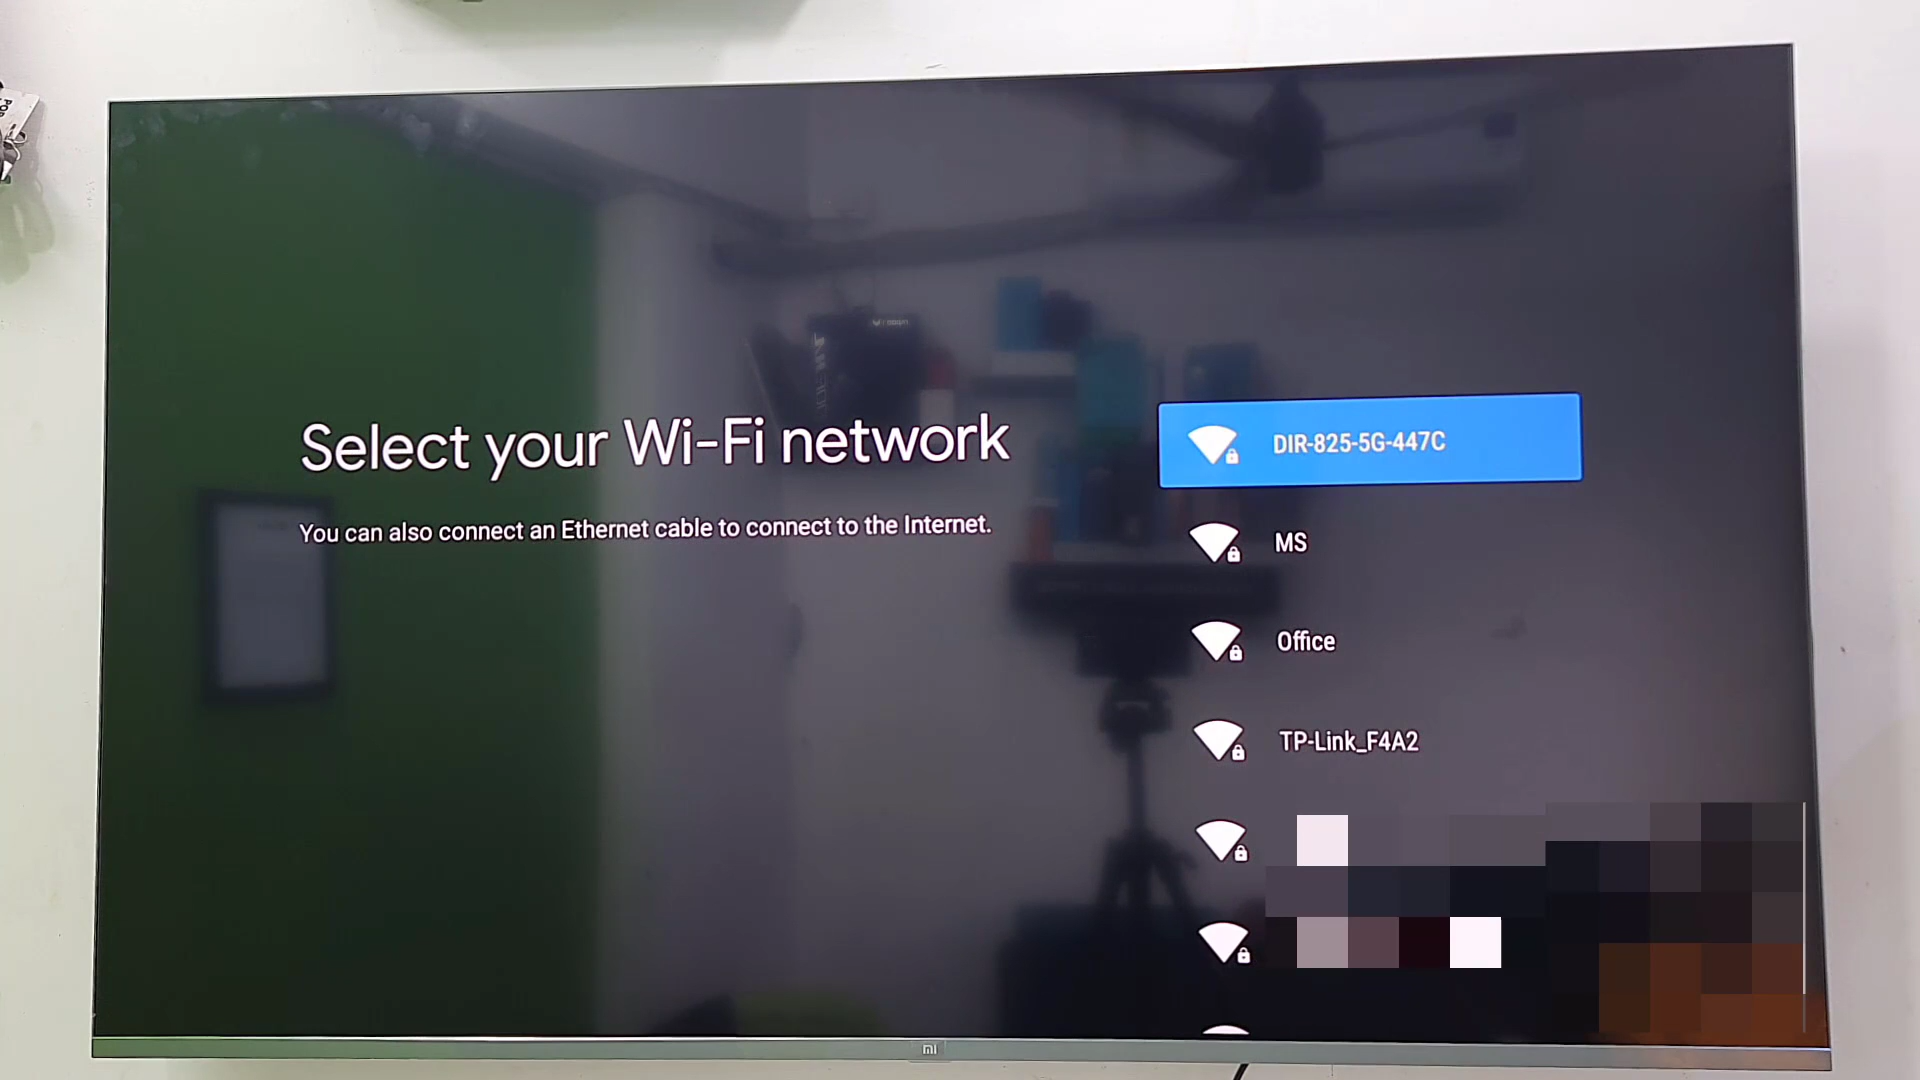 Select your Wi-Fi network
You can also connect an Ethernet cable to connect to the Internet.
DIR-825-5G-447C
MS
Office
TP-Link_F4A2
mi